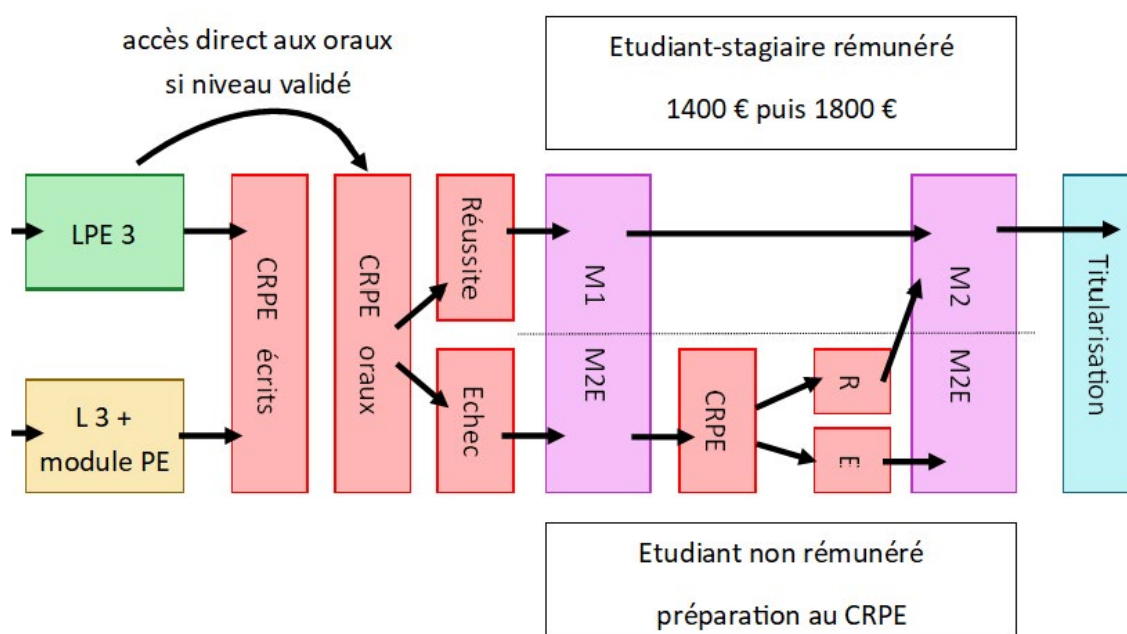 accès direct aux oraux
si niveau validé
Etudiant-stagiaire rémunéré
1400 € puis 1800 €
LPE 3
L 3 +
module PE
CRPE écrits
CRPE oraux
Réussite
Echec
M1 M2E
CRPE
R
E
M2 M2E
Titularisation
Etudiant non rémunéré
préparation au CRPE